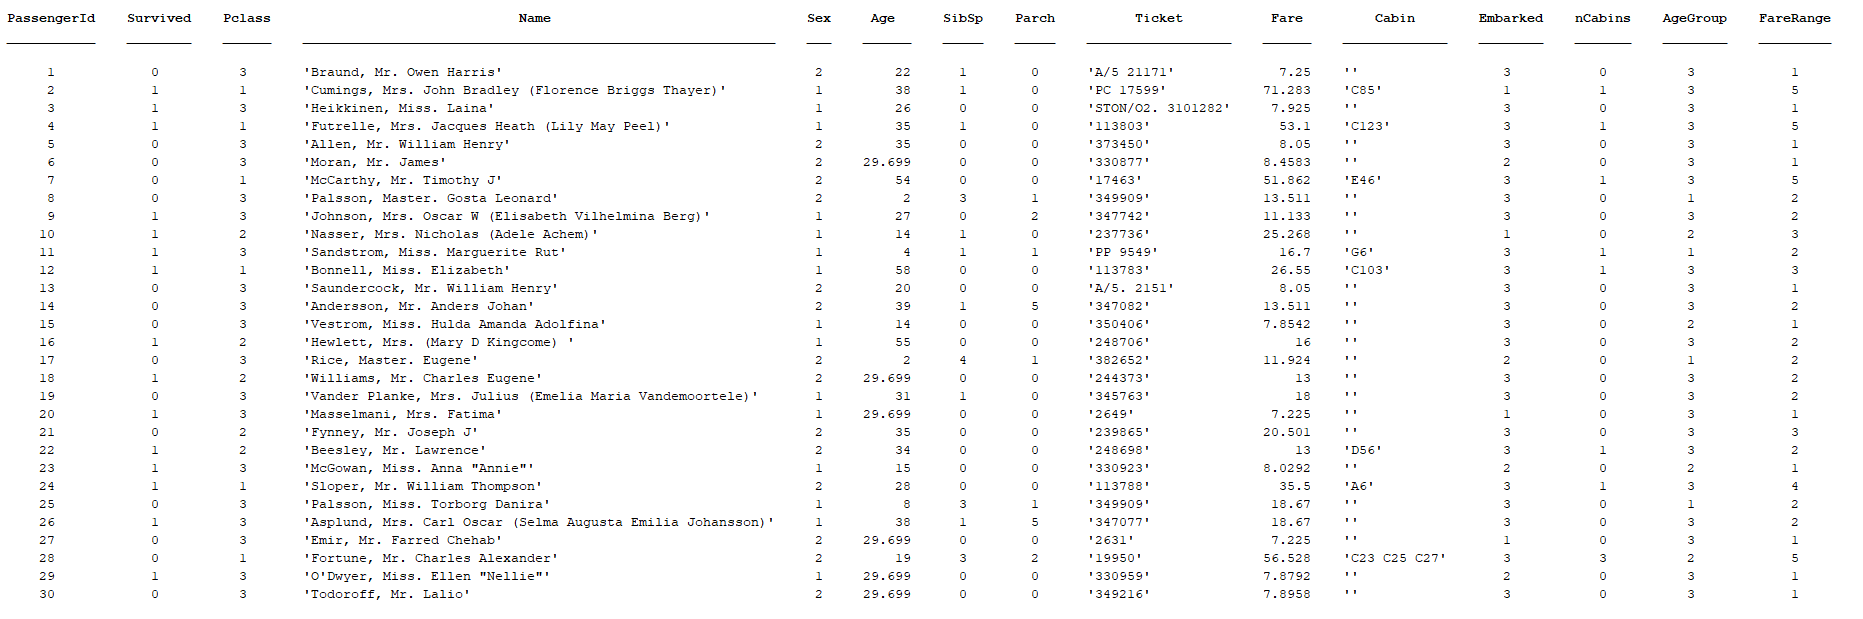 PassengerId Survived Pclass Name Sex Age SibSp Parch Ticket Fare Cabin Embarked nCabins AgeGroup FareRange
1 0 3 'Braund, Mr. Owen Harris' 2 22 1 0 'A/5 21171' 7.25 '' 3 0 3 1
2 1 1 'Cumings, Mrs. John Bradley (Florence Briggs Thayer)' 1 38 1 0 'PC 17599' 71.283 'C85' 1 1 3 5
3 1 3 'Heikkinen, Miss. Laina' 1 26 0 0 'STON/O2. 3101282' 7.925 '' 3 0 3 1
4 1 1 'Futrelle, Mrs. Jacques Heath (Lily May Peel)' 1 35 1 0 '113803' 53.1 'C123' 3 1 3 5
5 0 3 'Allen, Mr. William Henry' 2 35 0 0 '373450' 8.05 '' 3 0 3 1
6 0 3 'Moran, Mr. James' 2 29.699 0 0 '330877' 8.4583 '' 2 0 3 1
7 0 1 'McCarthy, Mr. Timothy J' 2 54 0 0 '17463' 51.862 'E46' 3 1 3 5
8 0 3 'Palsson, Master. Gosta Leonard' 2 2 3 1 '349909' 13.511 '' 3 0 1 2
9 1 3 'Johnson, Mrs. Oscar W (Elisabeth Vilhelmina Berg)' 1 27 0 2 '347742' 11.133 '' 3 0 3 2
10 1 2 'Nasser, Mrs. Nicholas (Adele Achem)' 1 14 1 0 '237736' 25.268 '' 1 0 2 3
11 1 3 'Sandstrom, Miss. Marguerite Rut' 1 4 1 1 'PP 9549' 16.7 'G6' 3 1 1 2
12 1 1 'Bonnell, Miss. Elizabeth' 1 58 0 0 '113783' 26.55 'C103' 3 1 3 3
13 0 3 'Saundercock, Mr. William Henry' 2 20 0 0 'A/5. 2151' 8.05 '' 3 0 3 1
14 0 3 'Andersson, Mr. Anders Johan' 2 39 1 5 '347082' 13.511 '' 3 0 3 2
15 0 3 'Vestrom, Miss. Hulda Amanda Adolfina' 1 14 0 0 '350406' 7.8542 '' 3 0 2 1
16 1 2 'Hewlett, Mrs. (Mary D Kingcome) ' 1 55 0 0 '248706' 16 '' 3 0 3 2
17 0 3 'Rice, Master. Eugene' 2 2 4 1 '382652' 11.924 '' 2 0 1 2
18 1 2 'Williams, Mr. Charles Eugene' 2 29.699 0 0 '244373' 13 '' 3 0 3 2
19 0 3 'Vander Planke, Mrs. Julius (Emelia Maria Vandemoortele)' 1 31 1 0 '345763' 18 '' 3 0 3 2
20 1 3 'Masselmani, Mrs. Fatima' 1 29.699 0 0 '2649' 7.225 '' 1 0 3 1
21 0 2 'Fynney, Mr. Joseph J' 2 35 0 0 '239865' 20.501 '' 3 0 3 3
22 1 2 'Beesley, Mr. Lawrence' 2 34 0 0 '248698' 13 'D56' 3 1 3 2
23 1 3 'McGowan, Miss. Anna "Annie"' 1 15 0 0 '330923' 8.0292 '' 2 0 2 1
24 1 1 'Sloper, Mr. William Thompson' 2 28 0 0 '113788' 35.5 'A6' 3 1 3 4
25 0 3 'Palsson, Miss. Torborg Danira' 1 8 3 1 '349909' 18.67 '' 3 0 1 2
26 1 3 'Asplund, Mrs. Carl Oscar (Selma Augusta Emilia Johansson)' 1 38 1 5 '347077' 18.67 '' 3 0 3 2
27 0 3 'Emir, Mr. Farred Chehab' 2 29.699 0 0 '2631' 7.225 '' 1 0 3 1
28 0 1 'Fortune, Mr. Charles Alexander' 2 19 3 2 '19950' 56.528 'C23 C25 C27' 3 3 2 5
29 1 3 'O'Dwyer, Miss. Ellen "Nellie"' 1 29.699 0 0 '330959' 7.8792 '' 2 0 3 1
30 0 3 'Todoroff, Mr. Lalio' 2 29.699 0 0 '349216' 7.8958 '' 3 0 3 1